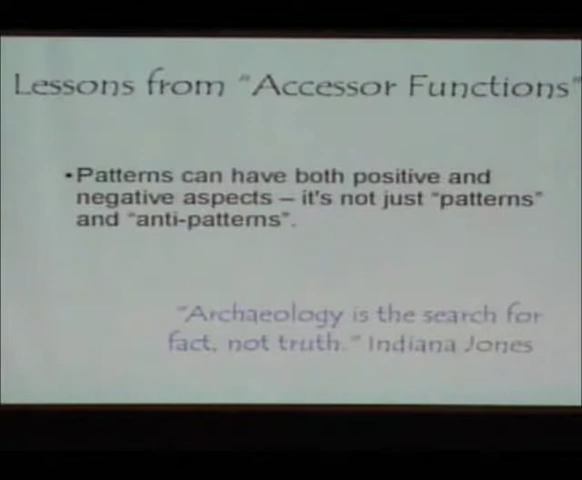 Lessons from "Accessor Functions"
•Patterns can have both positive and
negative aspects – it's not just "patterns"
and "anti-patterns".
"Archaeology is the search for
fact, not truth." Indiana Jones